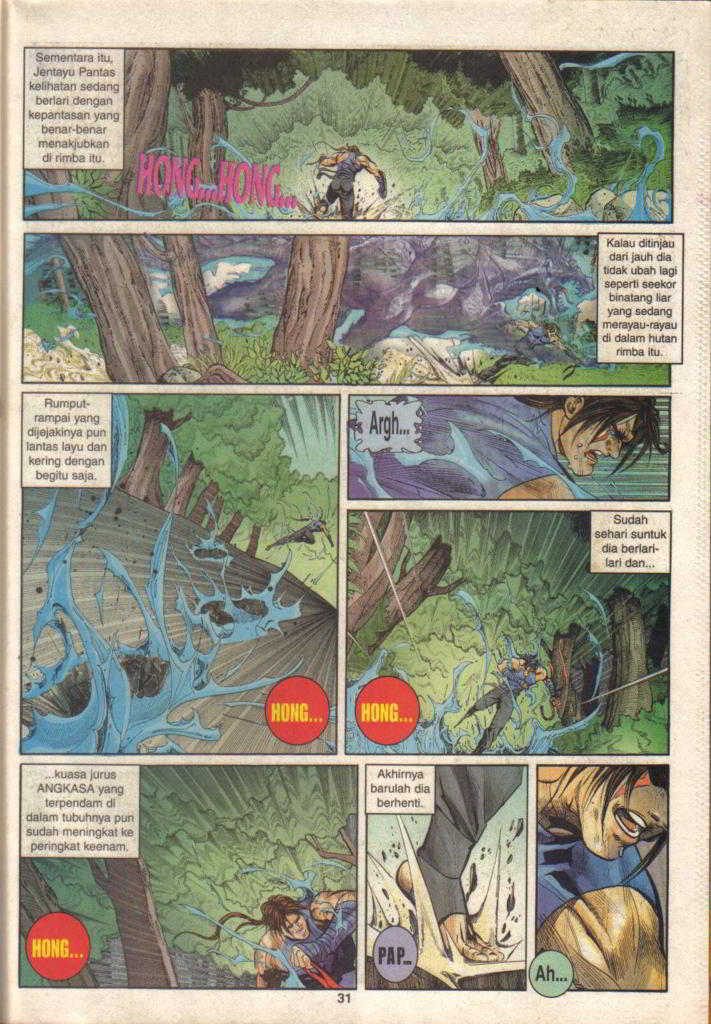 Sementara itu,
Jentayu Pantas
kelihatan sedang
berlari dengan
kepantasan yang
benar-benar
menakjubkan
di rimba itu.
HONG...HONG...
Kalau ditinjau
dari jauh dia
tidak ubah lagi
seperti seekor
binatang liar
yang sedang
merayau-rayau
di dalam hutan
rimba itu.
Rumput-
rampai yang
dijejakinya pun
lantas layu dan
kering dengan
begitu saja.
HONG...
Argh...
Sudah
sehari suntuk
dia berlari-
lari dan...
HONG...
...kuasa jurus
ANGKASA yang
terpendam di
dalam tubuhnya pun
sudah meningkat ke
peringkat keenam.
HONG...
Akhirnya
barulah dia
berhenti.
PAP...
Ah...
31